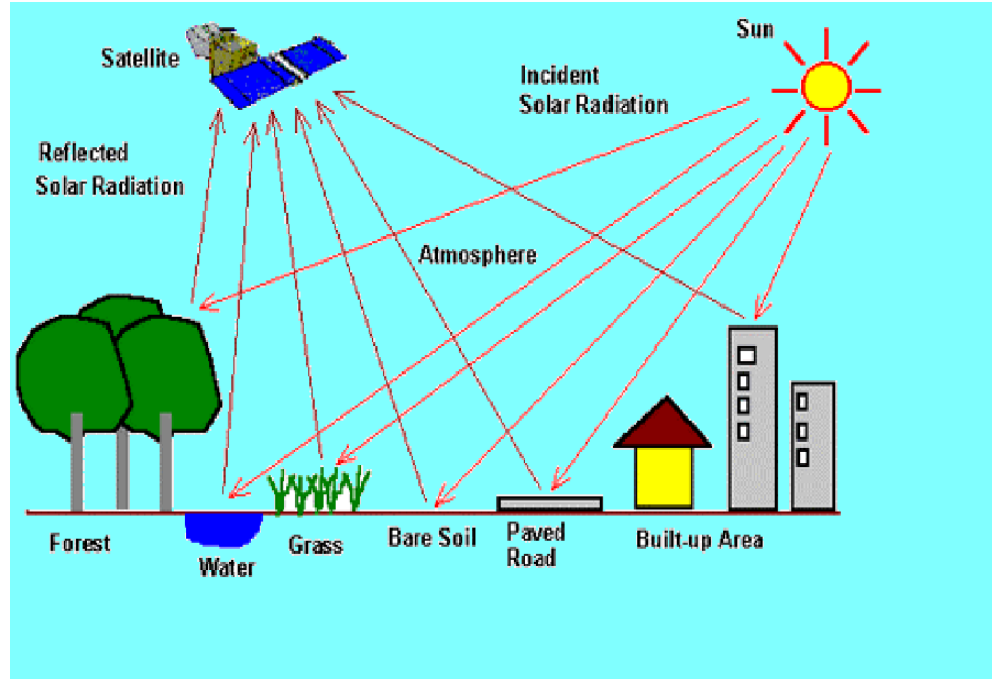 Sun
Satellite
Incident
Solar Radiation
Reflected
Solar Radiation
Atmosphere
Forest
Water
Grass
Bare Soil
Paved
Road
Built-up Area